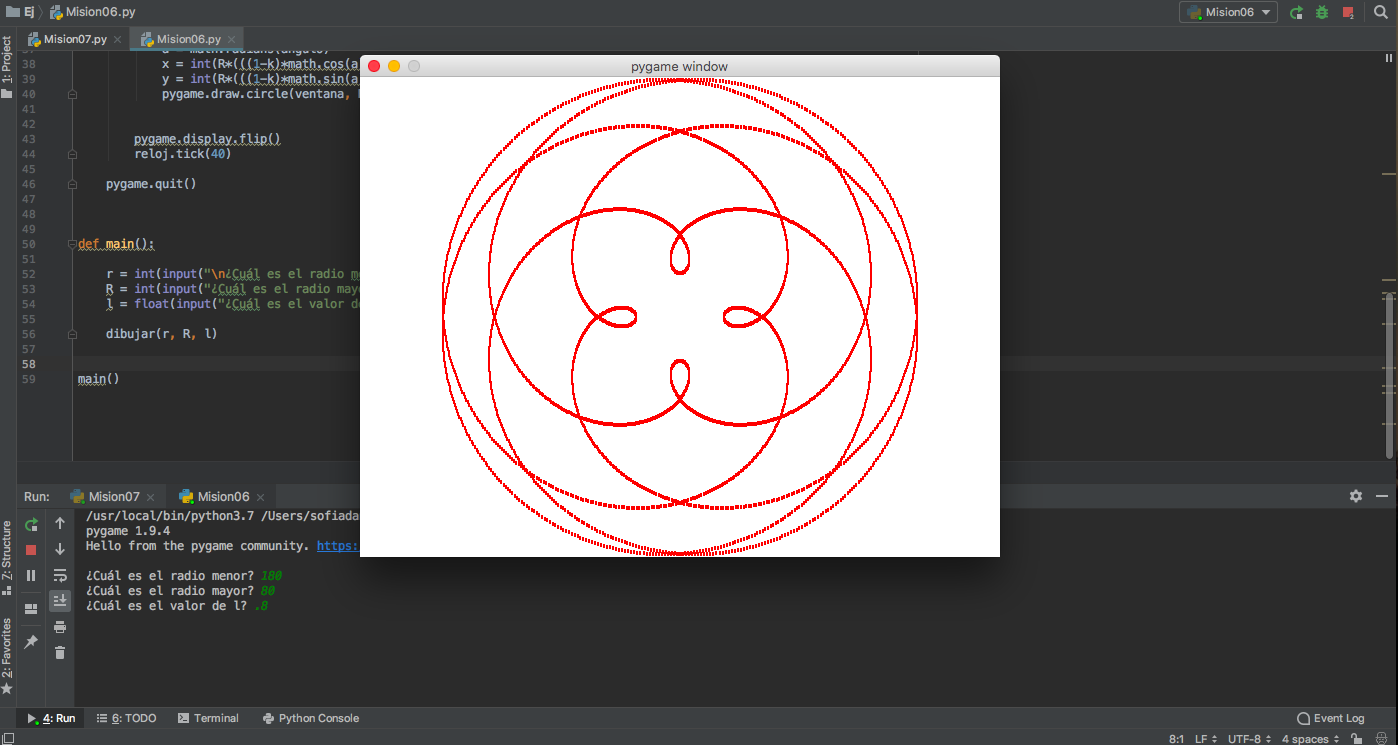 Ej
Mision06.py
Mision06
Mision07.py
Mision06.py
1: Project
38 x = int(R*(((1-k)*math.cos(a
39 y = int(R*(((1-k)*math.sin(a
40 pygame.draw.circle(ventana,
41
42
43 pygame.display.flip()
44 reloj.tick(40)
45
46 pygame.quit()
47
48
49
50 def main():
51
52 r = int(input("\n¿Cuál es el radio m
53 R = int(input("¿Cuál es el radio mayo
54 l = float(input("¿Cuál es el valor de
55
56 dibujar(r, R, l)
57
58
59 main()
pygame window
Run:
Mision07
Mision06
/usr/local/bin/python3.7 /Users/sofiada
pygame 1.9.4
Hello from the pygame community. https:
¿Cuál es el radio menor? 180
¿Cuál es el radio mayor? 80
¿Cuál es el valor de l? .8
7: Structure
2: Favorites
4: Run
6: TODO
Terminal
Python Console
Event Log
8:1 LF UTF-8 4 spaces